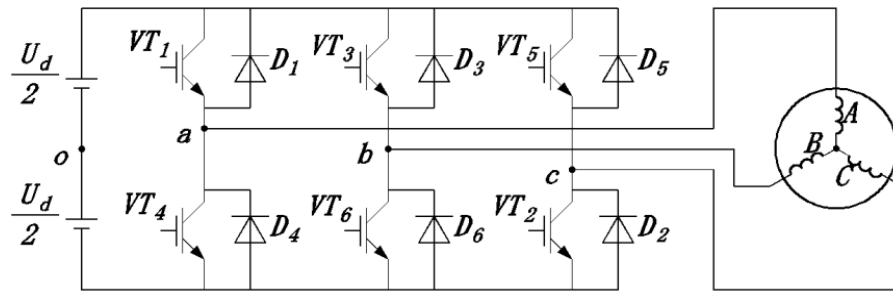 U_d/2
VT_1
D_1
VT_3
D_3
VT_5
D_5
a
A
o
b
B
c
C
U_d/2
VT_4
D_4
VT_6
D_6
VT_2
D_2